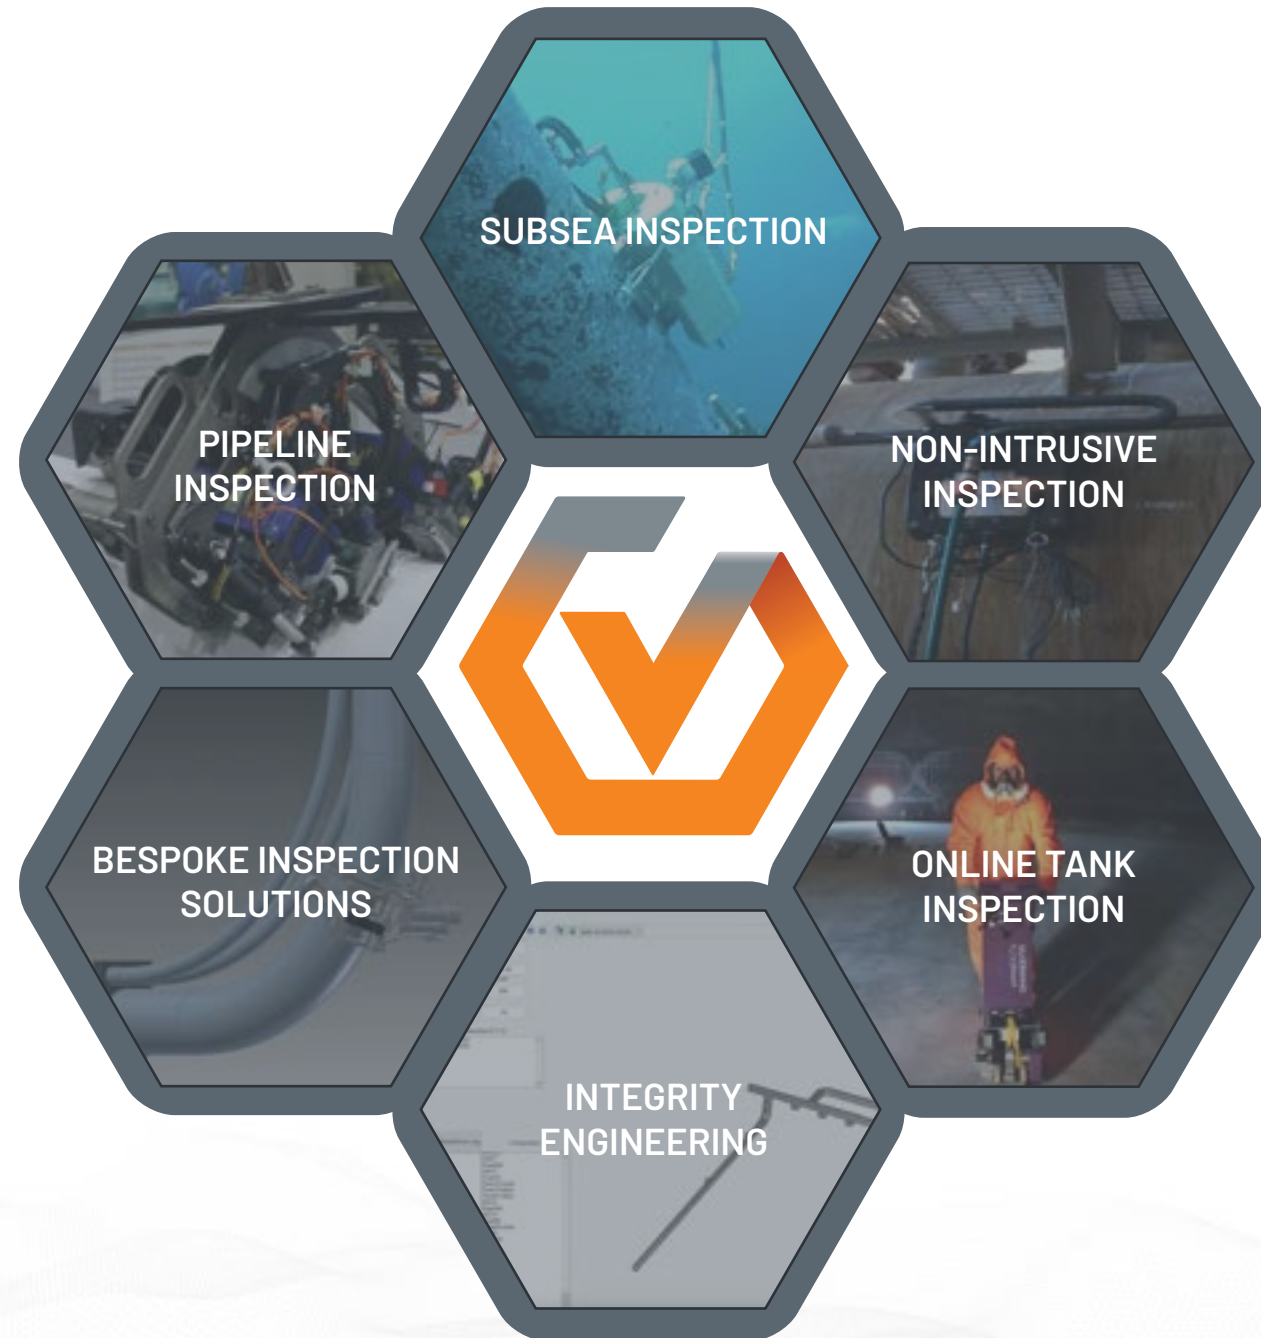 SUBSEA INSPECTION
PIPELINE
INSPECTION
NON-INTRUSIVE
INSPECTION
BESPOKE INSPECTION
SOLUTIONS
ONLINE TANK
INSPECTION
INTEGRITY
ENGINEERING